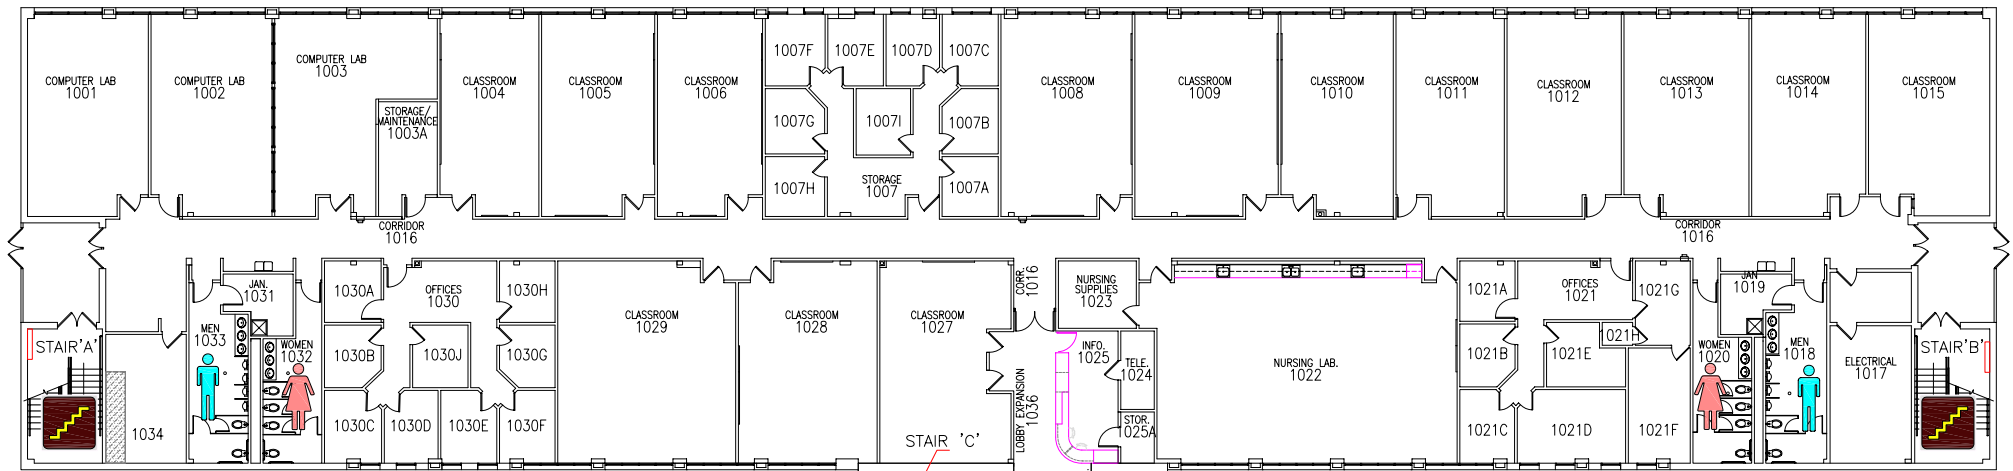 COMPUTER LAB
1001
COMPUTER LAB
1002
COMPUTER LAB
1003
STORAGE/
MAINTENANCE
1003A
CLASSROOM
1004
CLASSROOM
1005
CLASSROOM
1006
1007F
1007E
1007D
1007C
1007G
1007I
1007B
1007H
STORAGE
1007
1007A
CLASSROOM
1008
CLASSROOM
1009
CLASSROOM
1010
CLASSROOM
1011
CLASSROOM
1012
CLASSROOM
1013
CLASSROOM
1014
CLASSROOM
1015
CORRIDOR
1016
CORRIDOR
1016
STAIR'A'
1034
MEN
1033
JAN.
1031
WOMEN
1032
1030A
OFFICES
1030
1030H
1030B
1030J
1030G
1030C
1030D
1030E
1030F
CLASSROOM
1029
CLASSROOM
1028
CLASSROOM
1027
STAIR 'C'
CORR.
1016
LOBBY EXPANSION
1036
NURSING
SUPPLIES
1023
INFO.
1025
TELE.
1024
STOR.
1025A
NURSING LAB.
1022
1021A
OFFICES
1021
1021G
1021H
1021B
1021E
1021C
1021D
1021F
JAN
1019
WOMEN
1020
MEN
1018
ELECTRICAL
1017
STAIR'B'